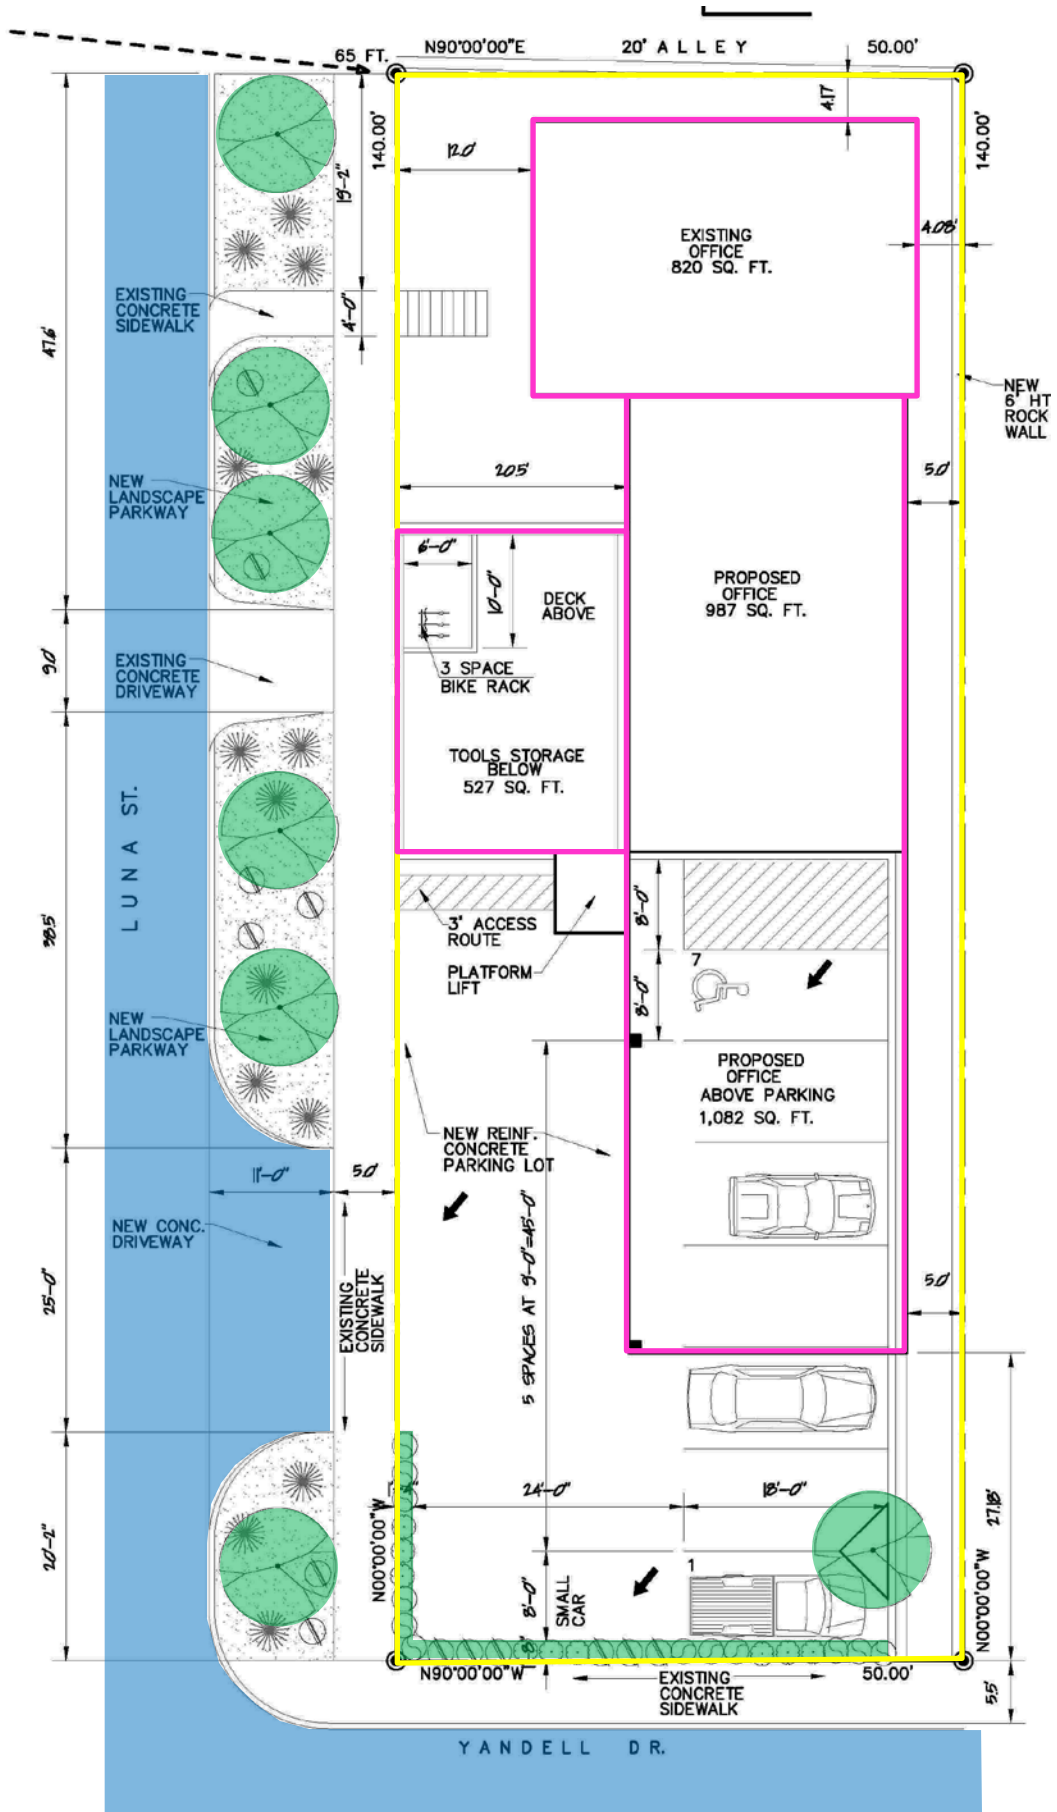 65 FT.
N90°00'00"E
20' ALLEY
50.00'
4.17'
140.00'
140.00'
12.0'
19'-2"
4.08'
EXISTING
OFFICE
820 SQ. FT.
EXISTING
CONCRETE
SIDEWALK
4'-0"
47.6'
NEW
6' HT
ROCK
WALL
20.5'
5.0'
NEW
LANDSCAPE
PARKWAY
6'-0"
10'-0"
DECK
ABOVE
PROPOSED
OFFICE
987 SQ. FT.
9.0'
EXISTING
CONCRETE
DRIVEWAY
3 SPACE
BIKE RACK
TOOLS STORAGE
BELOW
527 SQ. FT.
LUNA ST.
38.5'
3' ACCESS
ROUTE
8'-0"
PLATFORM
LIFT
7
8'-0"
NEW
LANDSCAPE
PARKWAY
PROPOSED
OFFICE
ABOVE PARKING
1,082 SQ. FT.
NEW REINF.
CONCRETE
PARKING LOT
11'-0"
5.0'
NEW CONC.
DRIVEWAY
25'-0"
EXISTING
CONCRETE
SIDEWALK
5 SPACES AT 9'-0"=45'-0"
5.0'
24'-0"
18'-0"
27.18'
20'-2"
N00°00'00"W
8'-0"
SMALL
CAR
1
N00°00'00"W
N90°00'00"W
EXISTING
CONCRETE
SIDEWALK
50.00'
5.5'
YANDELL DR.